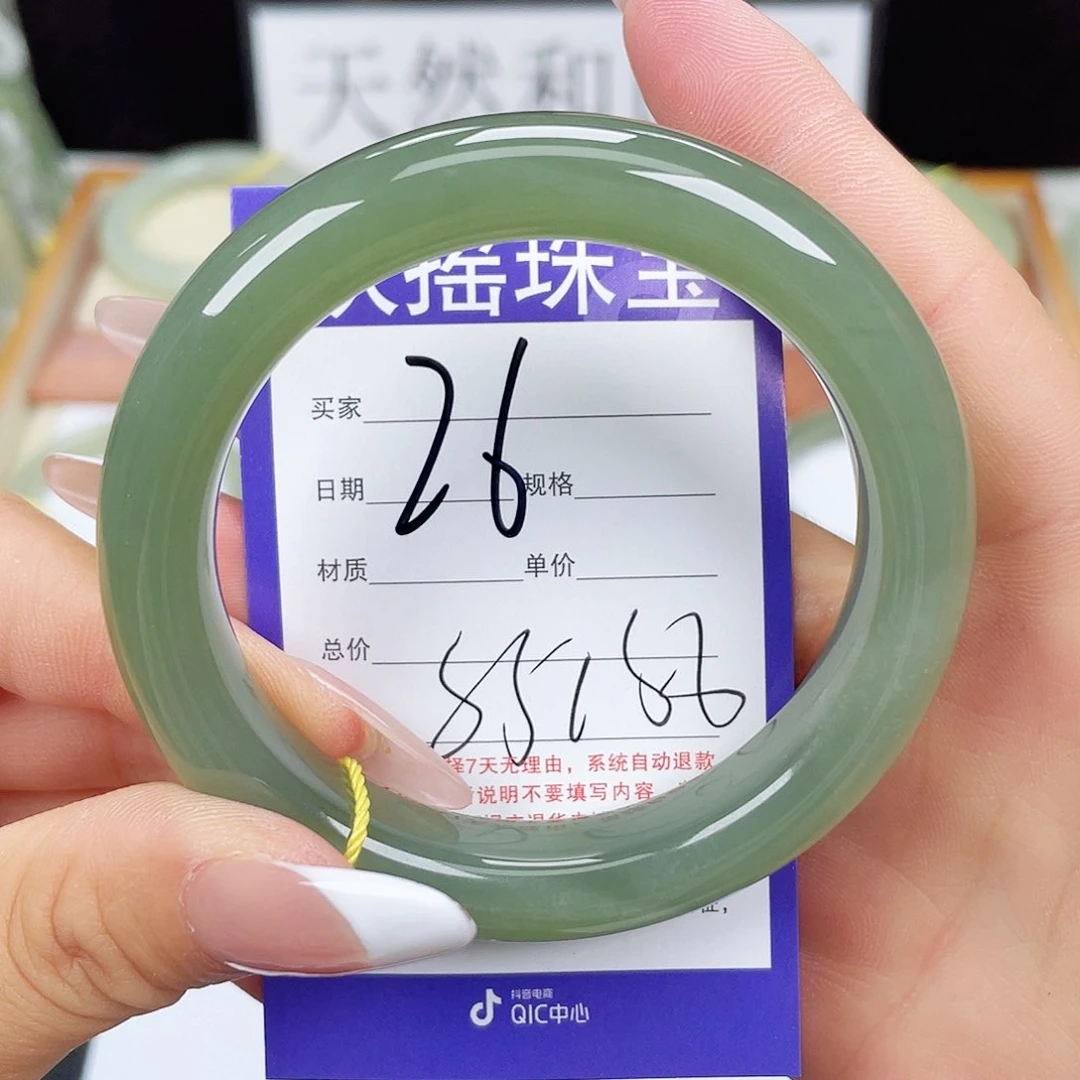 天然和
摇珠宝
26
买家
日期 规格
材质 单价
总价
择7天无理由，系统自动退款
说明不要填写内容
抖音电商
QIC中心